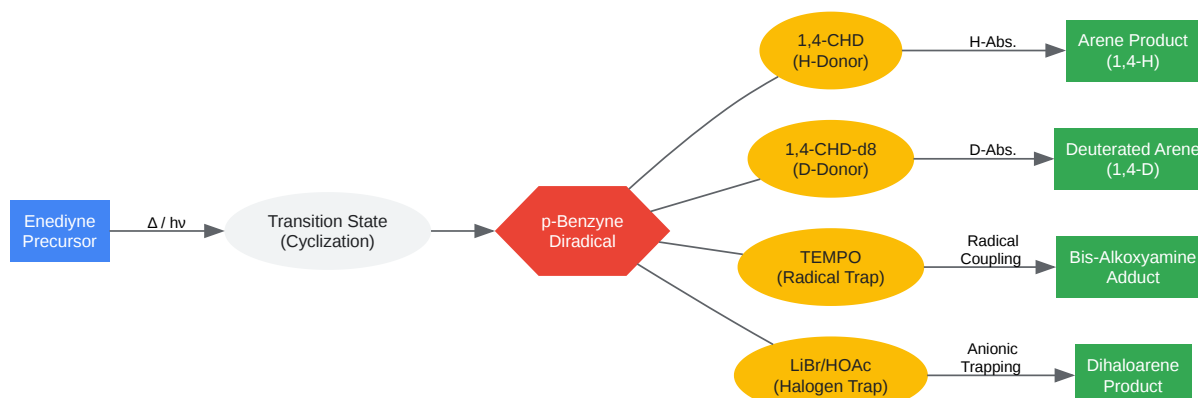 Enediyne
Precursor
Δ / hν
Transition State
(Cyclization)
p-Benzyne
Diradical
1,4-CHD
(H-Donor)
H-Abs.
Arene Product
(1,4-H)
1,4-CHD-d8
(D-Donor)
D-Abs.
Deuterated Arene
(1,4-D)
TEMPO
(Radical Trap)
Radical
Coupling
Bis-Alkoxyamine
Adduct
LiBr/HOAc
(Halogen Trap)
Anionic
Trapping
Dihaloarene
Product